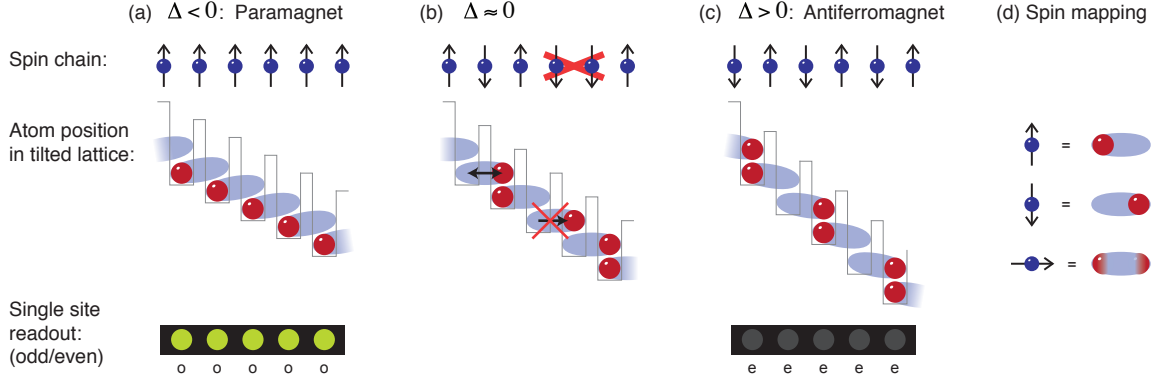 (a) Δ < 0: Paramagnet
(b) Δ ≈ 0
(c) Δ > 0: Antiferromagnet
(d) Spin mapping
Spin chain:
Atom position
in tilted lattice:
=
=
=
Single site
readout:
(odd/even)
o o o o o
e e e e e